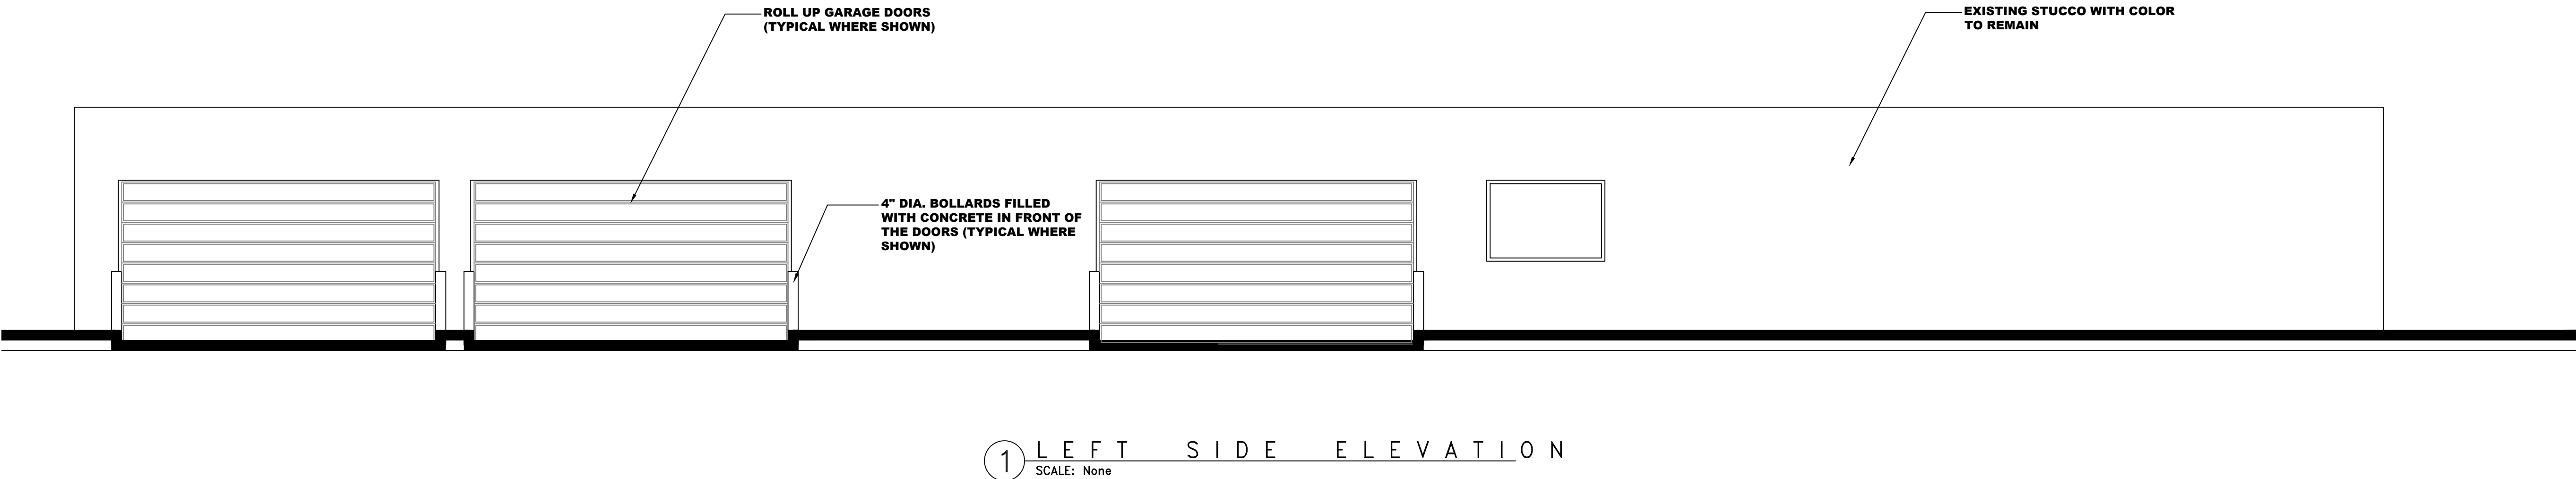 ROLL UP GARAGE DOORS
(TYPICAL WHERE SHOWN)
EXISTING STUCCO WITH COLOR
TO REMAIN
4" DIA. BOLLARDS FILLED
WITH CONCRETE IN FRONT OF
THE DOORS (TYPICAL WHERE
SHOWN)
1 LEFT SIDE ELEVATION
SCALE: None